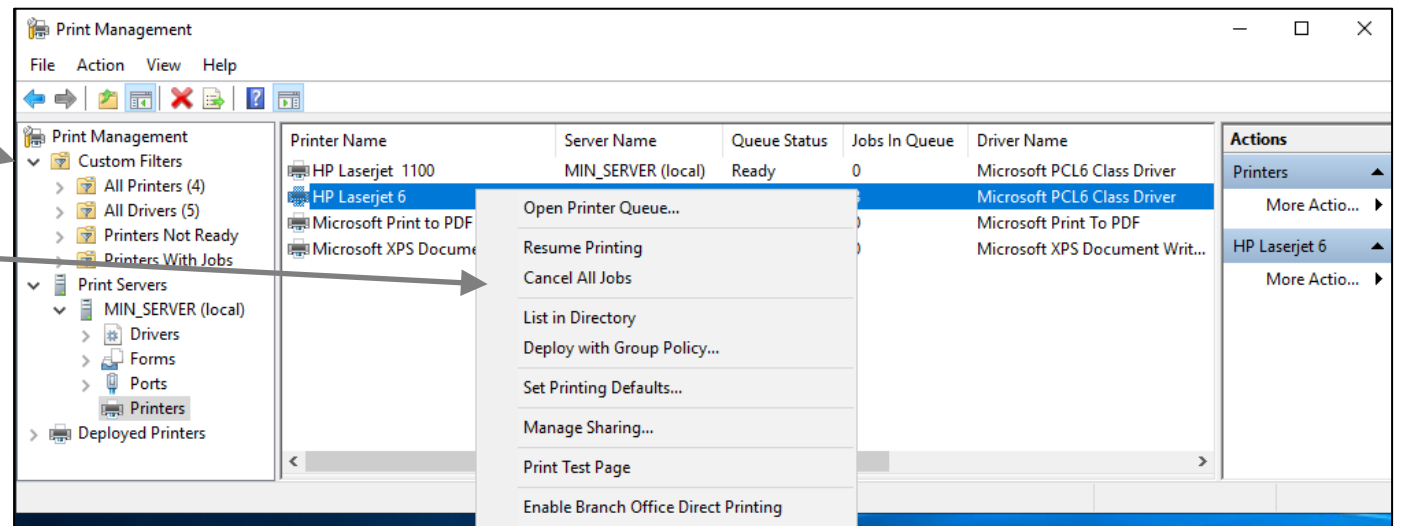 Print Management
File Action View Help
Print Management
Custom Filters
All Printers (4)
All Drivers (5)
Printers Not Ready
Printers With Jobs
Print Servers
MIN_SERVER (local)
Drivers
Forms
Ports
Printers
Deployed Printers
Printer Name Server Name Queue Status Jobs In Queue Driver Name
HP Laserjet 1100 MIN_SERVER (local) Ready 0 Microsoft PCL6 Class Driver
HP Laserjet 6 Microsoft PCL6 Class Driver
Microsoft Print to PDF Microsoft Print To PDF
Microsoft XPS Docume Microsoft XPS Document Writ...
Open Printer Queue...
Resume Printing
Cancel All Jobs
List in Directory
Deploy with Group Policy...
Set Printing Defaults...
Manage Sharing...
Print Test Page
Enable Branch Office Direct Printing
Actions
Printers
More Actio...
HP Laserjet 6
More Actio...